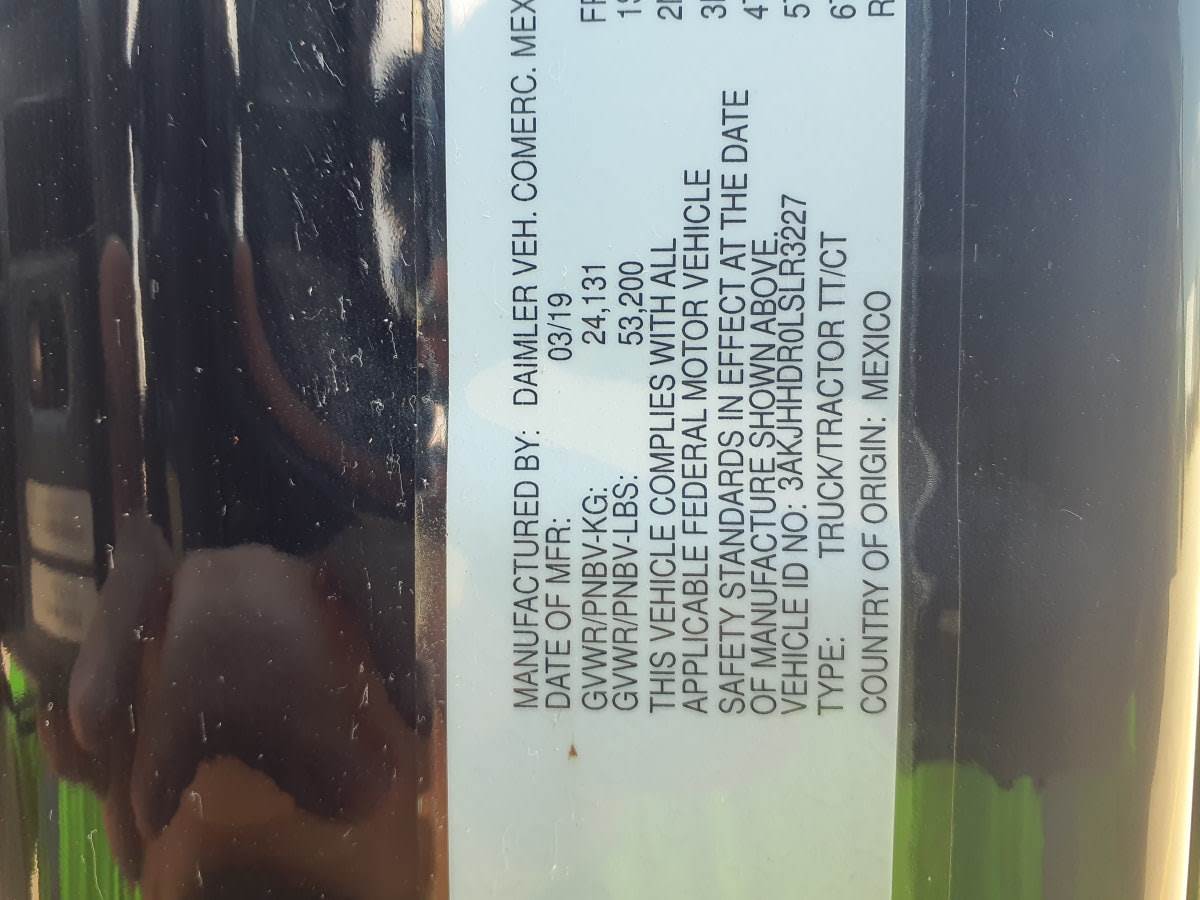 MANUFACTURED BY: DAIMLER VEH. COMERC. MEX
DATE OF MFR: 03/19
GVWR/PNBV-KG: 24,131
GVWR/PNBV-LBS: 53,200
THIS VEHICLE COMPLIES WITH ALL
APPLICABLE FEDERAL MOTOR VEHICLE
SAFETY STANDARDS IN EFFECT AT THE DATE
OF MANUFACTURE SHOWN ABOVE.
VEHICLE ID NO: 3AKJHHDR0LSLR3227
TYPE: TRUCK/TRACTOR TT/CT
COUNTRY OF ORIGIN: MEXICO